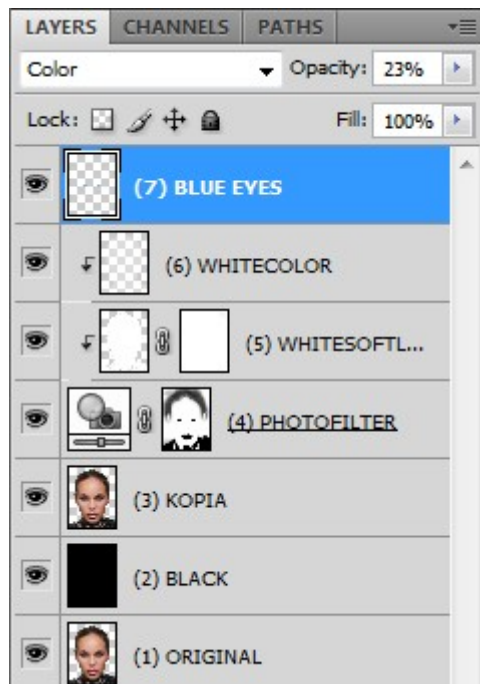 LAYERS CHANNELS PATHS
Color Opacity: 23%
Lock: Fill: 100%
(7) BLUE EYES
(6) WHITECOLOR
(5) WHITESOFTL...
(4) PHOTOFILTER
(3) KOPIA
(2) BLACK
(1) ORIGINAL